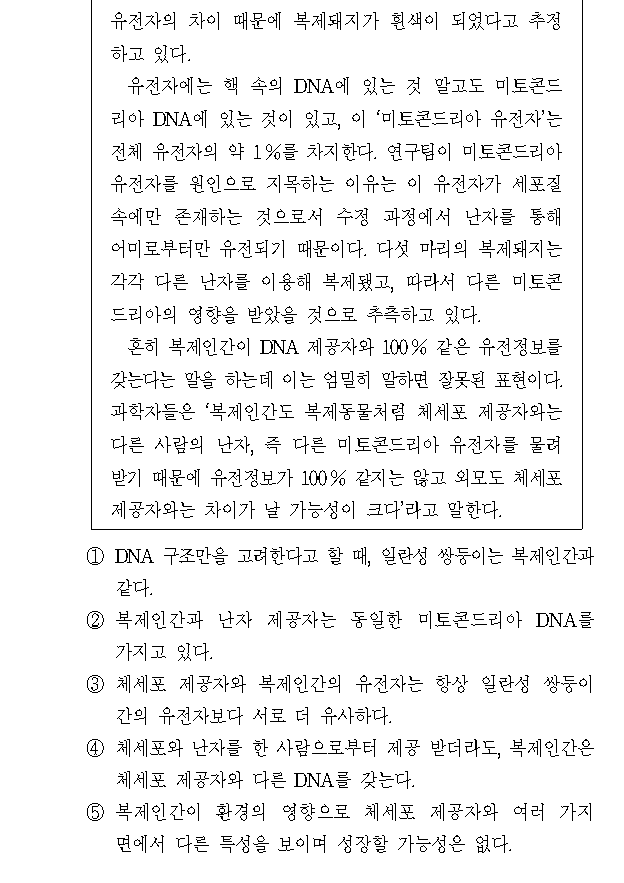 유전자의 차이 때문에 복제돼지가 흰색이 되었다고 추정
하고 있다.
유전자에는 핵 속의 DNA에 있는 것 말고도 미토콘드
리아 DNA에 있는 것이 있고, 이 ‘미토콘드리아 유전자’는
전체 유전자의 약 1%를 차지한다. 연구팀이 미토콘드리아
유전자를 원인으로 지목하는 이유는 이 유전자가 세포질
속에만 존재하는 것으로서 수정 과정에서 난자를 통해
어미로부터만 유전되기 때문이다. 다섯 마리의 복제돼지는
각각 다른 난자를 이용해 복제됐고, 따라서 다른 미토콘
드리아의 영향을 받았을 것으로 추측하고 있다.
흔히 복제인간이 DNA 제공자와 100% 같은 유전정보를
갖는다는 말을 하는데 이는 엄밀히 말하면 잘못된 표현이다.
과학자들은 ‘복제인간도 복제동물처럼 체세포 제공자와는
다른 사람의 난자, 즉 다른 미토콘드리아 유전자를 물려
받기 때문에 유전정보가 100% 같지는 않고 외모도 체세포
제공자와는 차이가 날 가능성이 크다’라고 말한다.
① DNA 구조만을 고려한다고 할 때, 일란성 쌍둥이는 복제인간과
같다.
② 복제인간과 난자 제공자는 동일한 미토콘드리아 DNA를
가지고 있다.
③ 체세포 제공자와 복제인간의 유전자는 항상 일란성 쌍둥이
간의 유전자보다 서로 더 유사하다.
④ 체세포와 난자를 한 사람으로부터 제공 받더라도, 복제인간은
체세포 제공자와 다른 DNA를 갖는다.
⑤ 복제인간이 환경의 영향으로 체세포 제공자와 여러 가지
면에서 다른 특성을 보이며 성장할 가능성은 없다.